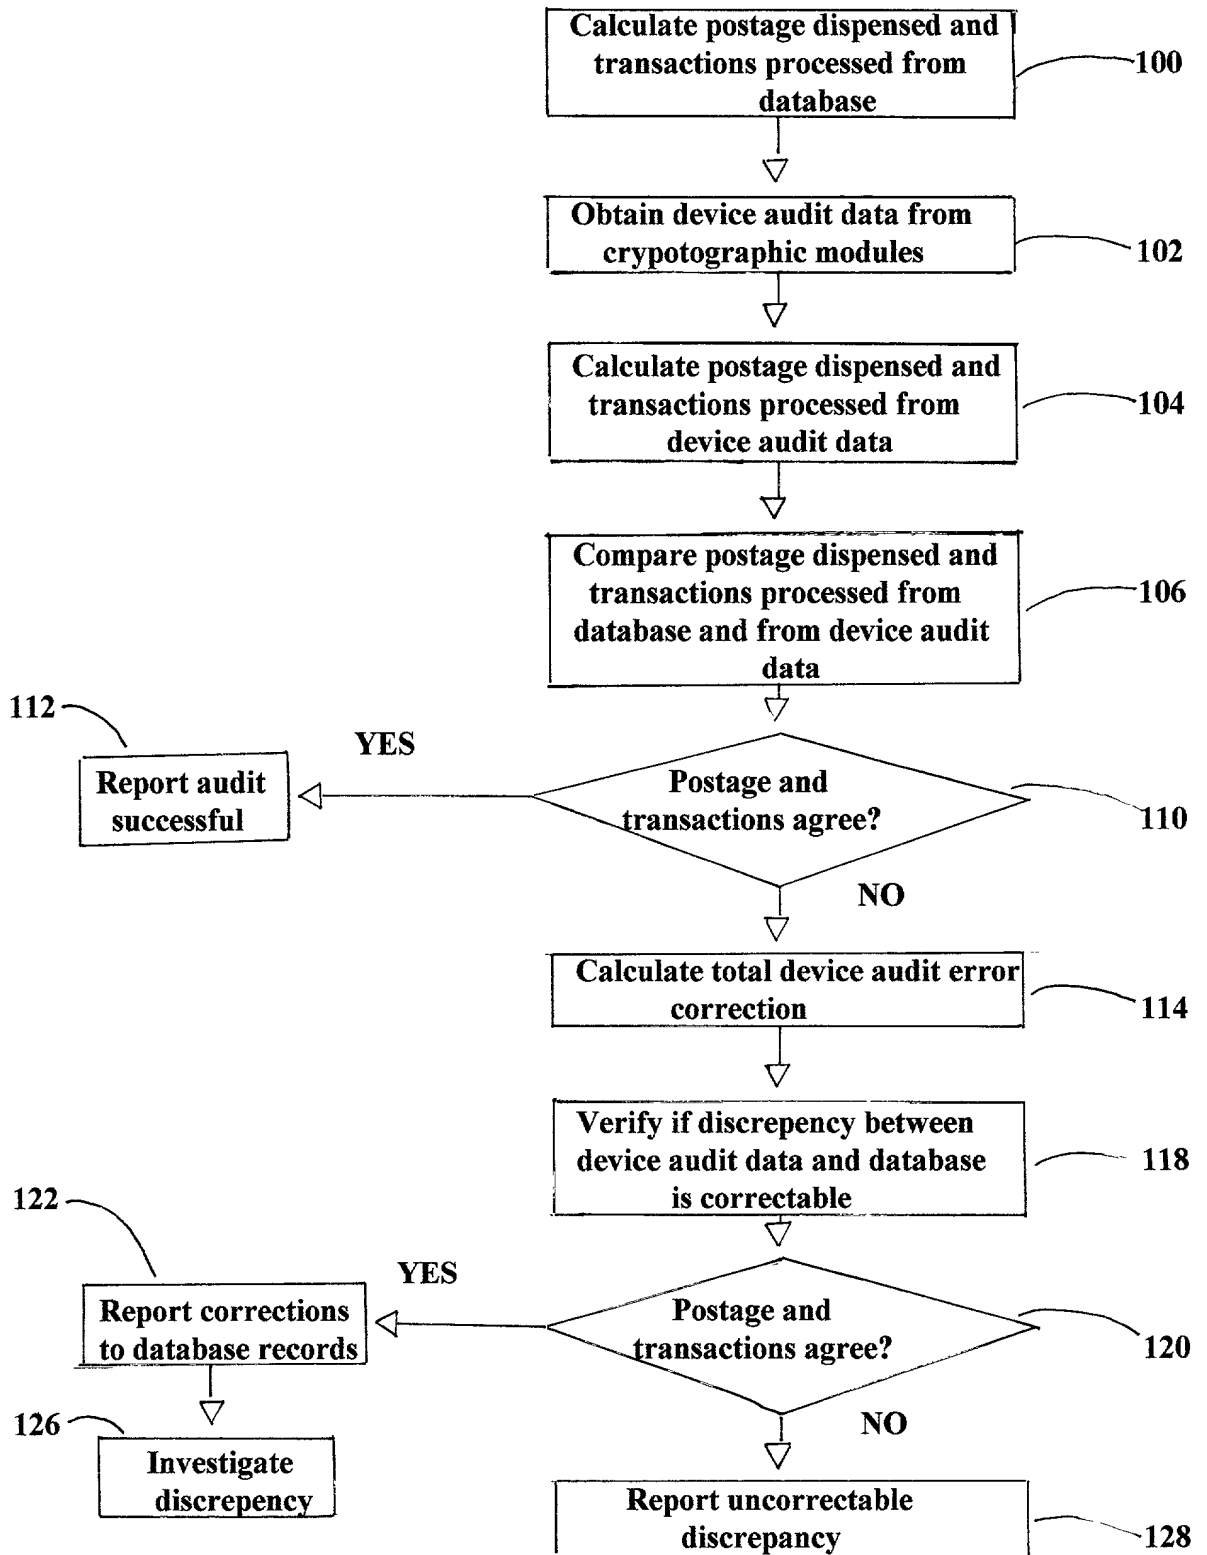 Calculate postage dispensed and
transactions processed from
database
100
Obtain device audit data from
crypotographic modules
102
Calculate postage dispensed and
transactions processed from
device audit data
104
Compare postage dispensed and
transactions processed from
database and from device audit
data
106
112
YES
Report audit
successful
Postage and
transactions agree?
110
NO
Calculate total device audit error
correction
114
Verify if discrepency between
device audit data and database
is correctable
118
122
YES
Report corrections
to database records
Postage and
transactions agree?
120
126
NO
Investigate
discrepency
Report uncorrectable
discrepancy
128